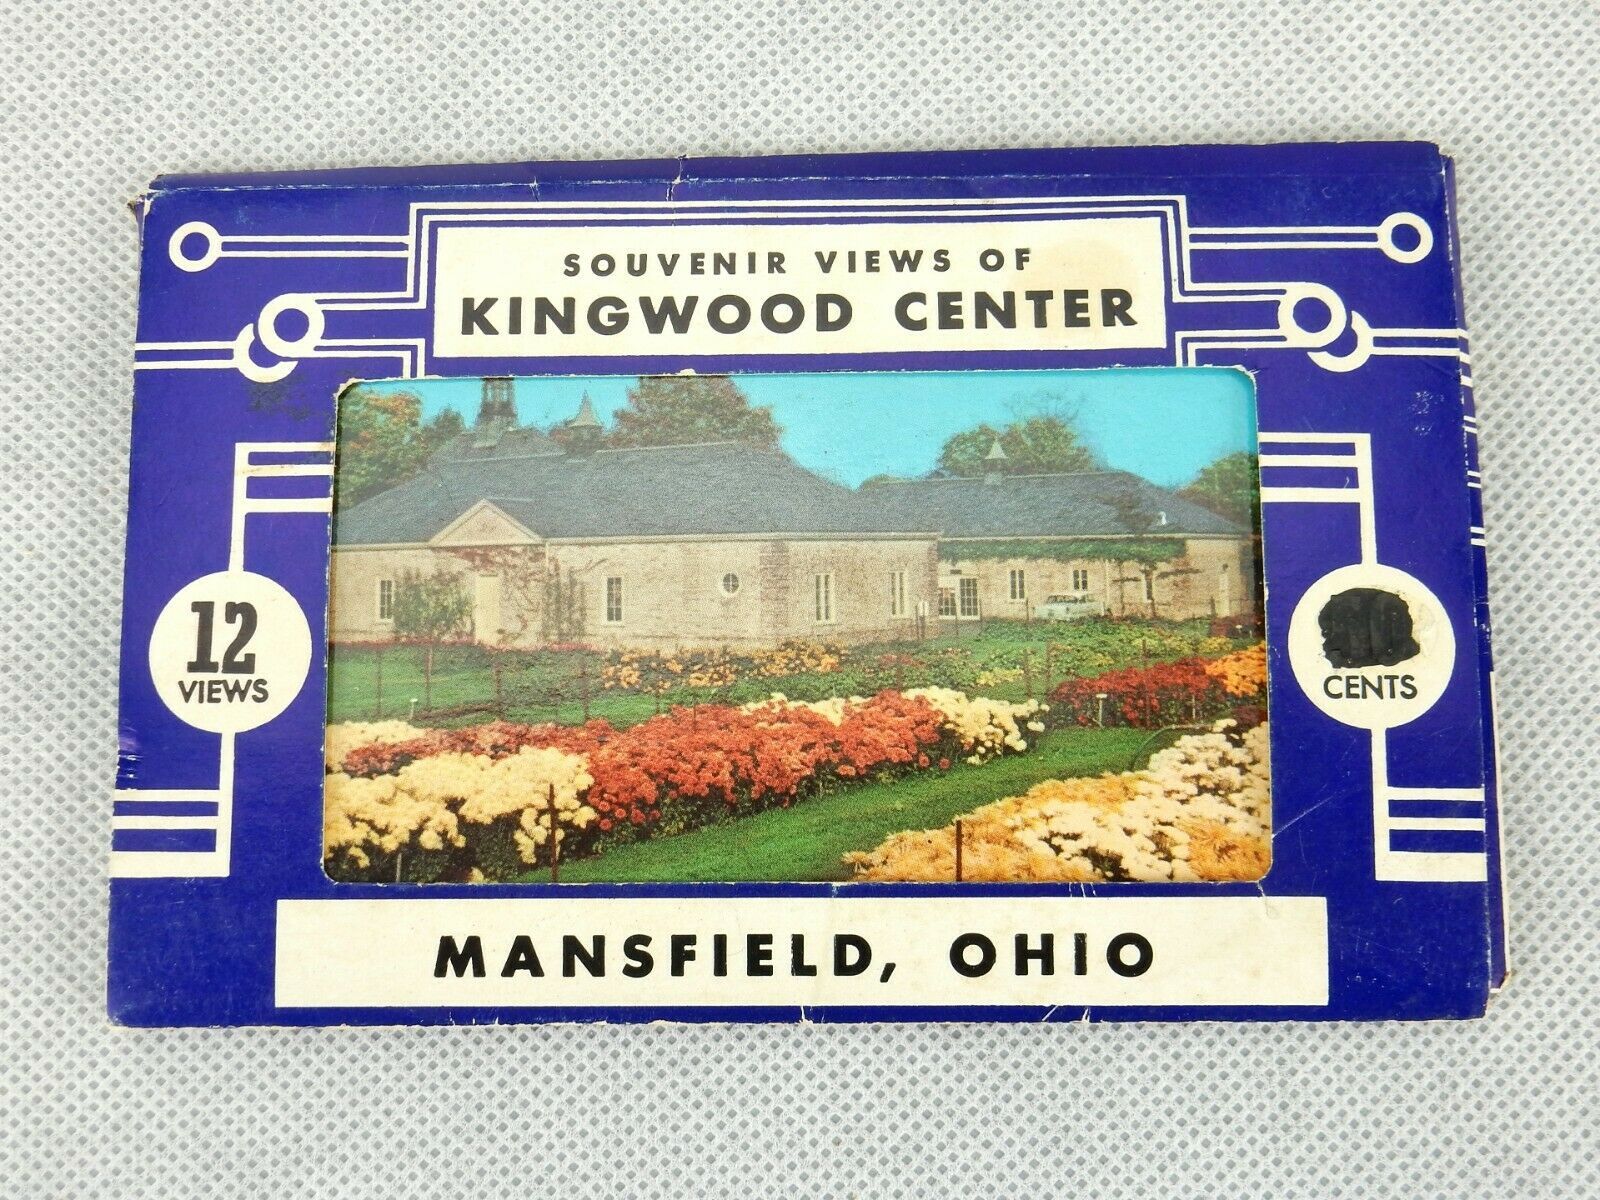 SOUVENIR VIEWS OF
KINGWOOD CENTER
12
VIEWS
CENTS
MANSFIELD, OHIO